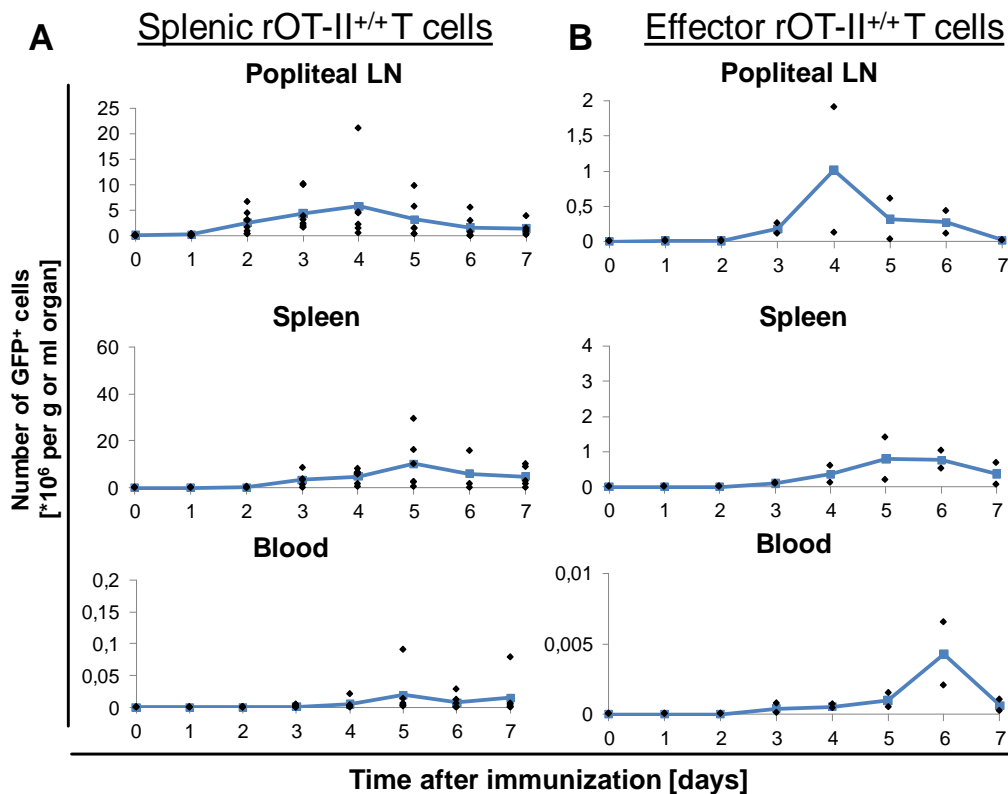 A
Splenic rOT-II+/+T cells
B
Effector rOT-II+/+ T cells
Number of GFP+ cells
[*10⁶ per g or ml organ]
Popliteal LN
25
20
15
10
5
0
0 1 2 3 4 5 6 7
Popliteal LN
2
1,5
1
0,5
0
0 1 2 3 4 5 6 7
Spleen
60
40
20
0
0 1 2 3 4 5 6 7
Spleen
4
3
2
1
0
0 1 2 3 4 5 6 7
Blood
0,2
0,15
0,1
0,05
0
0 1 2 3 4 5 6 7
Blood
0,01
0,005
0
0 1 2 3 4 5 6 7
Time after immunization [days]